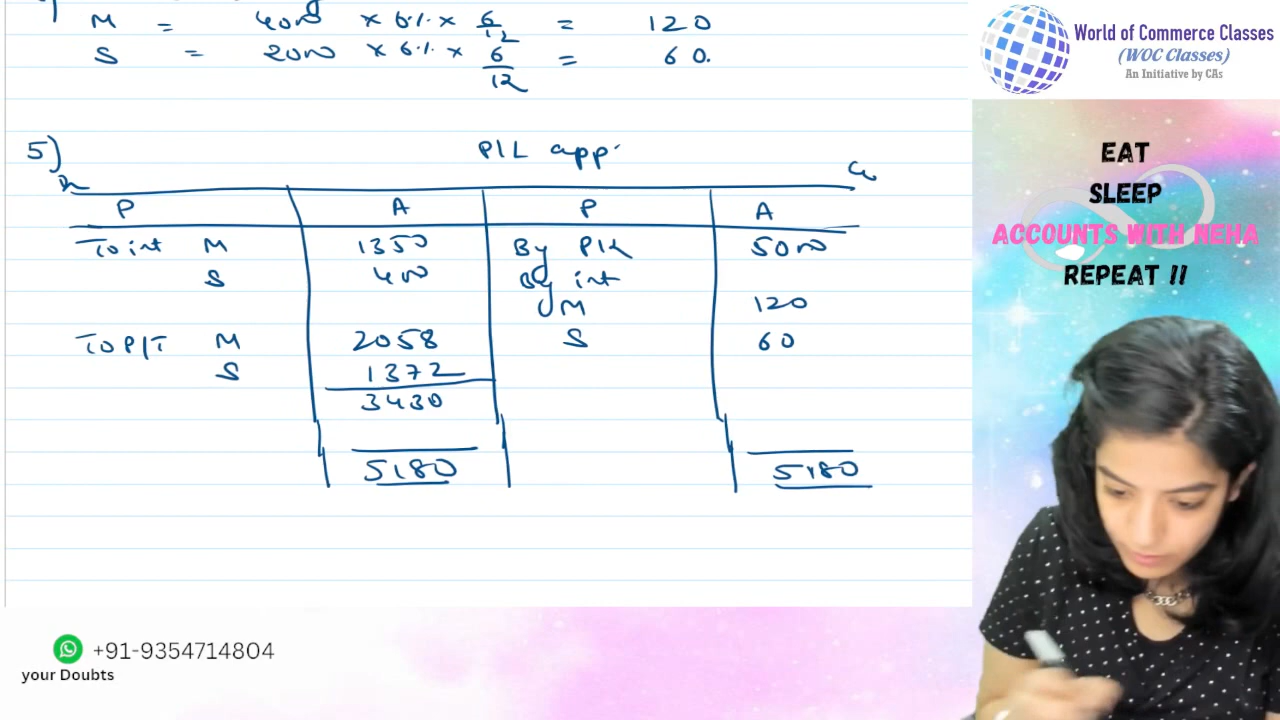 M = 4000 × 6% × 6/12 = 120
S = 2000 × 6% × 6/12 = 60.
5) P/L app.
Dr Cr
P A P A
To int M 1350 By P/L 5000
S 400 By int
M 120
To P/T M 2058 S 60
S 1372
3430
5180 5180
World of Commerce Classes
(WOC Classes)
An Initiative by CAs
EAT
SLEEP
ACCOUNTS WITH NEHA
REPEAT !!
+91-9354714804
your Doubts